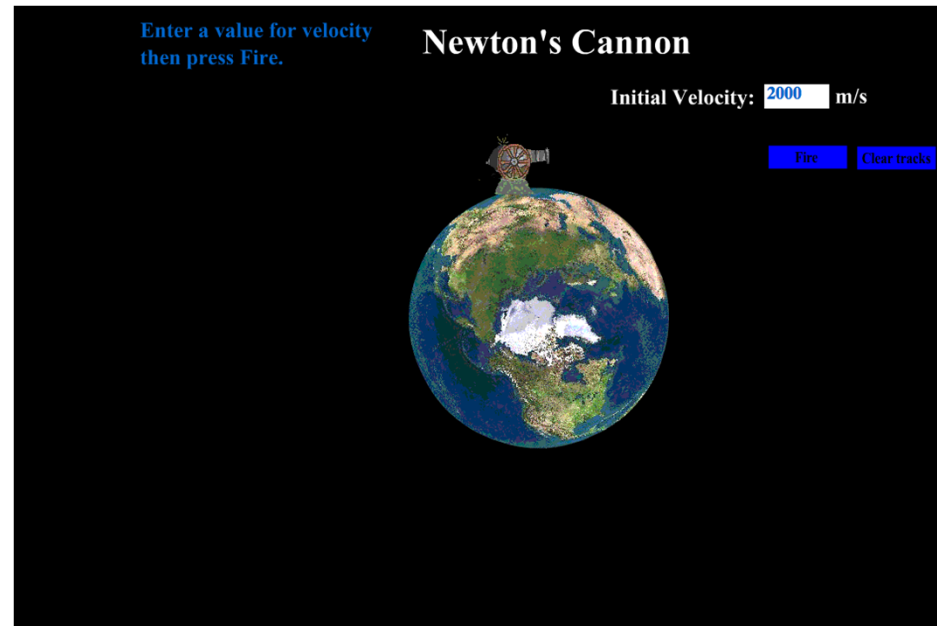 Enter a value for velocity
then press Fire.
Newton's Cannon
Initial Velocity: 2000 m/s
Fire
Clear tracks